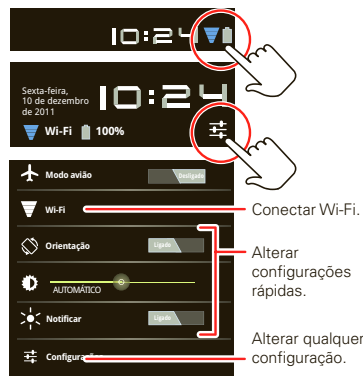 10:24
Sexta-feira,
10 de dezembro
de 2011
10:24
Wi-Fi 100%
Modo avião Desligado
Wi-Fi
Conectar Wi-Fi.
Orientação Ligado
Alterar
configurações
rápidas.
AUTOMÁTICO
Notificar Ligado
Configurações
Alterar qualquer
configuração.